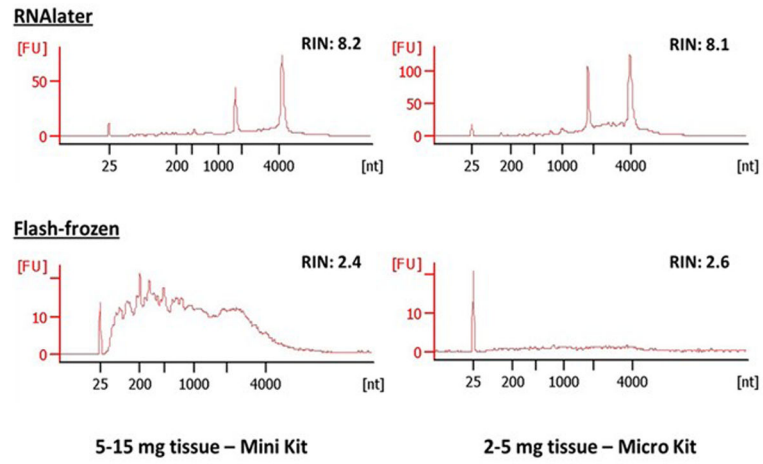 RNAlater
[FU] RIN: 8.2
50
0
25 200 1000 4000 [nt]
[FU] RIN: 8.1
100
50
0
25 200 1000 4000 [nt]
Flash-frozen
[FU] RIN: 2.4
10
0
25 200 1000 4000 [nt]
[FU] RIN: 2.6
10
0
25 200 1000 4000 [nt]
5-15 mg tissue – Mini Kit
2-5 mg tissue – Micro Kit